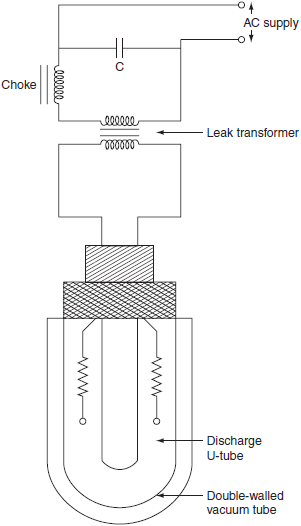 AC supply
C
Choke
Leak transformer
Discharge
U-tube
Double-walled
vacuum tube